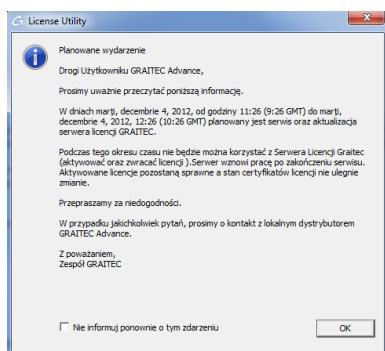 License Utility
Planowane wydarzenie
Drogi Użytkowniku GRAITEC Advance,
Prosimy uważnie przeczytać poniższą informację.
W dniach marţi, decembrie 4, 2012, od godziny 11:26 (9:26 GMT) do marţi,
decembrie 4, 2012, 12:26 (10:26 GMT) planowany jest serwis oraz aktualizacja
serwera licencji GRAITEC.
Podczas tego okresu czasu nie będzie można korzystać z Serwera Licencji Graitec
(aktywować oraz zwracać licencji ).Serwer wznowi pracę po zakończeniu serwisu.
Aktywowane licencje pozostaną sprawne a stan certyfikatów licencji nie ulegnie
zmianie.
Przepraszamy za niedogodności.
W przypadku jakichkolwiek pytań, prosimy o kontakt z lokalnym dystrybutorem
GRAITEC Advance.
Z poważaniem,
Zespół GRAITEC
Nie informuj ponownie o tym zdarzeniu
OK